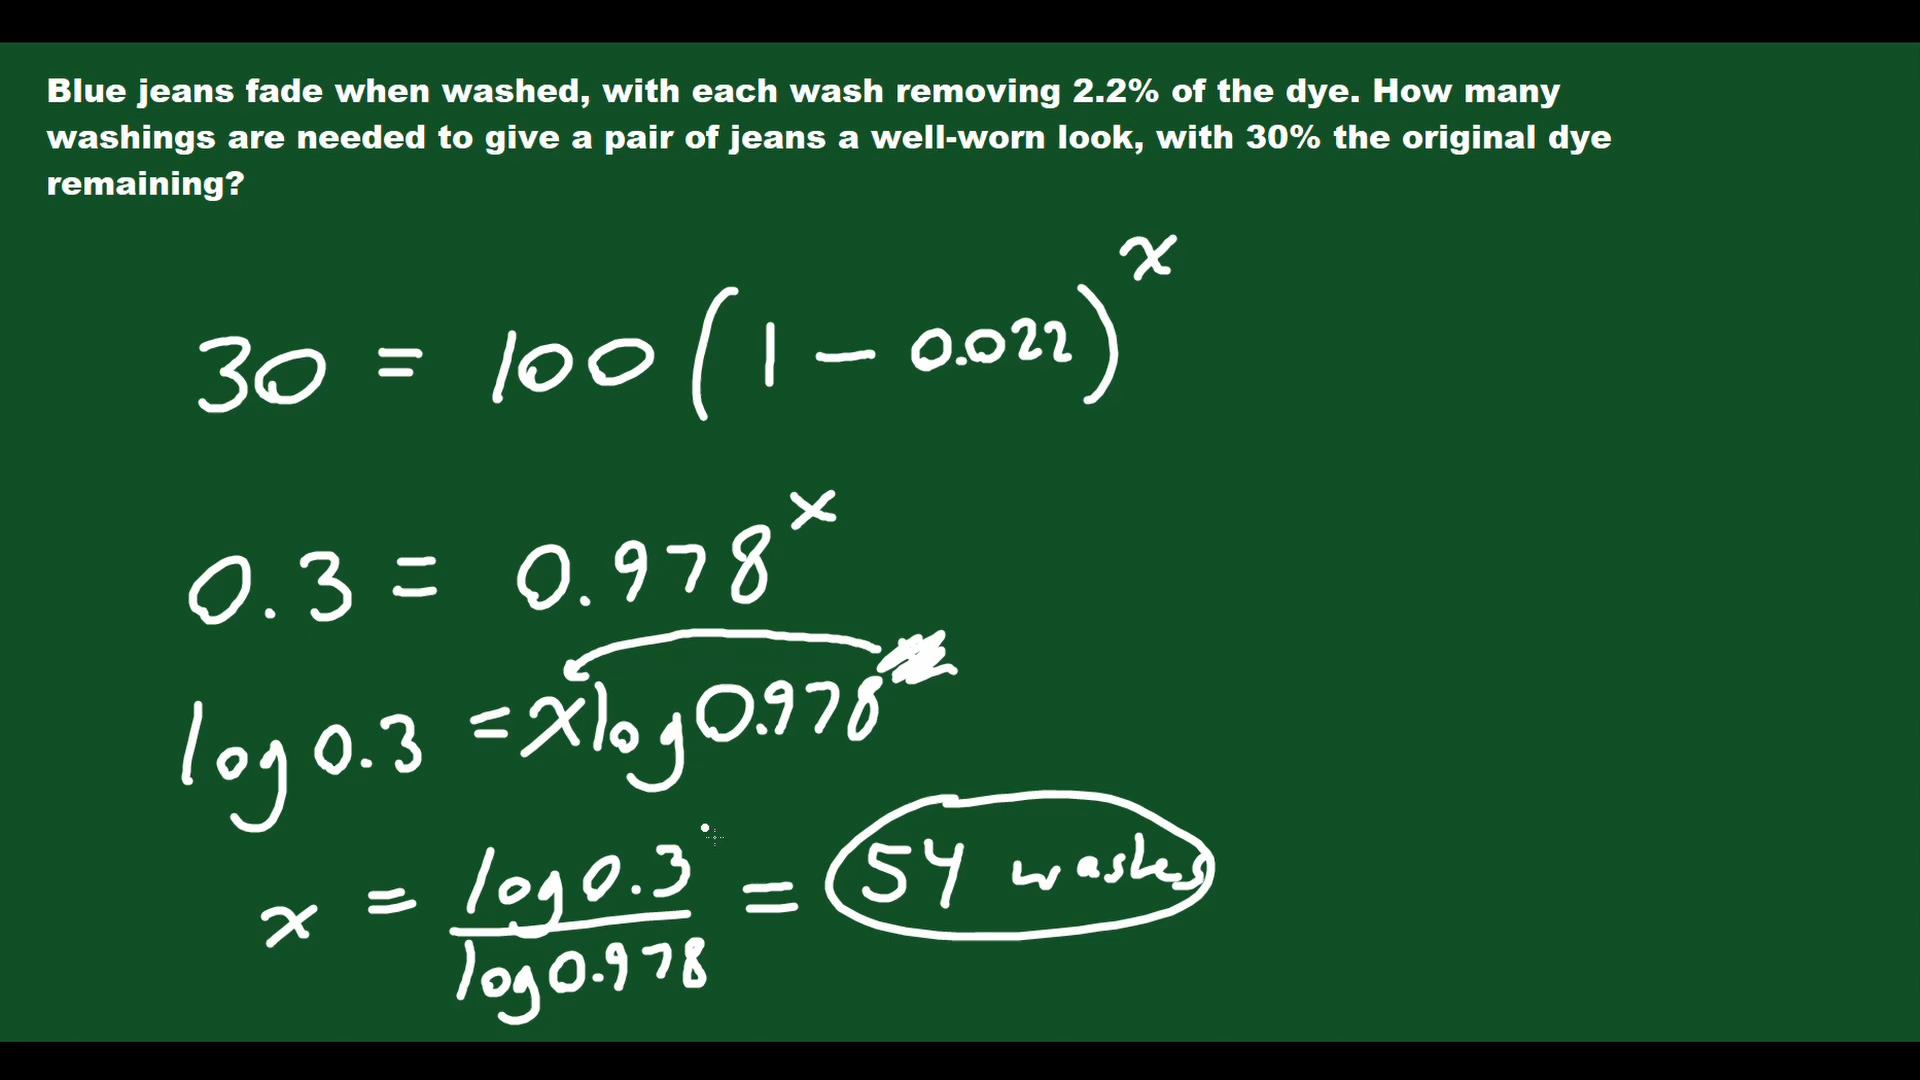 Blue jeans fade when washed, with each wash removing 2.2% of the dye. How many
washings are needed to give a pair of jeans a well-worn look, with 30% the original dye
remaining?
30 = 100 (1 - 0.022)^x
0.3 = 0.978^x
log 0.3 = x log 0.978
x = log 0.3 / log 0.978 = 54 washes